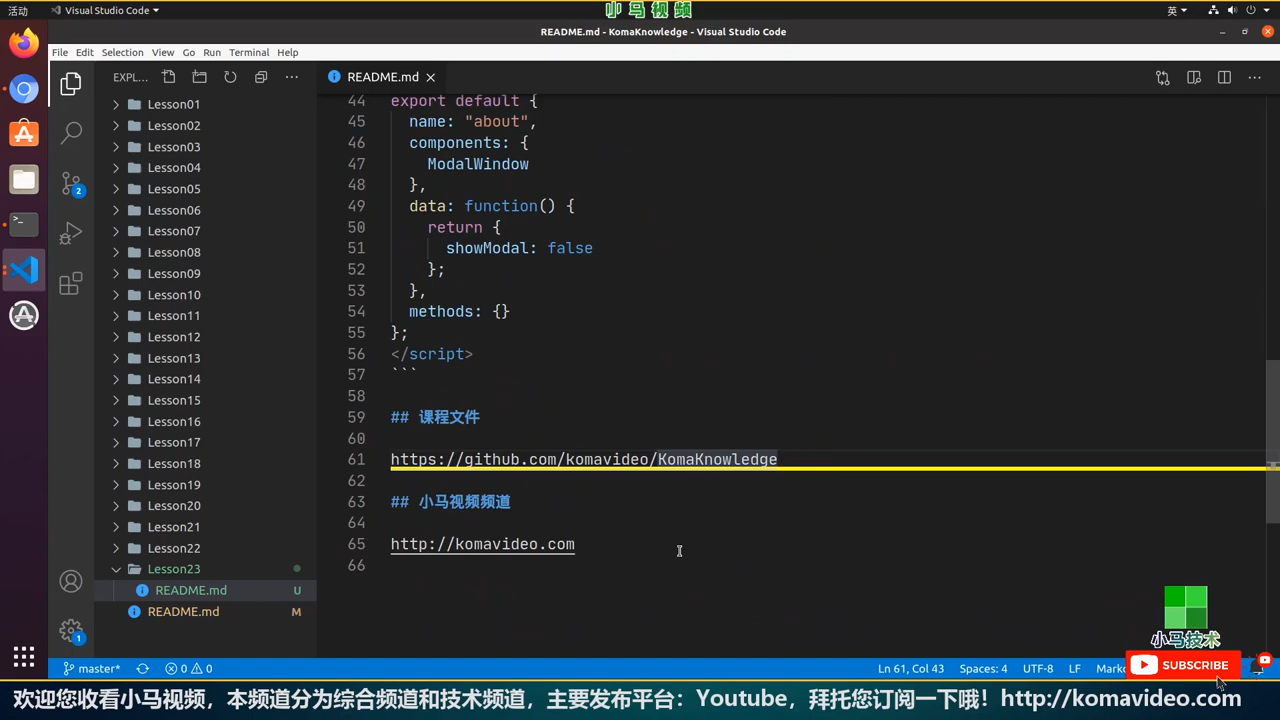 活动
Visual Studio Code
小马视频
英
README.md - KomaKnowledge - Visual Studio Code
File Edit Selection View Go Run Terminal Help
EXPL...
README.md
Lesson01
Lesson02
Lesson03
Lesson04
Lesson05
Lesson06
Lesson07
Lesson08
Lesson09
Lesson10
Lesson11
Lesson12
Lesson13
Lesson14
Lesson15
Lesson16
Lesson17
Lesson18
Lesson19
Lesson20
Lesson21
Lesson22
Lesson23
README.md U
README.md M
2
1
44 export default {
45 name: "about",
46 components: {
47 ModalWindow
48 },
49 data: function() {
50 return {
51 showModal: false
52 };
53 },
54 methods: {}
55 };
56 </script>
57 ```
58
59 ## 课程文件
60
61 https://github.com/komavideo/KomaKnowledge
62
63 ## 小马视频频道
64
65 http://komavideo.com
66
小马技术
SUBSCRIBE
master* 0 0
Ln 61, Col 43 Spaces: 4 UTF-8 LF Marko
欢迎您收看小马视频，本频道分为综合频道和技术频道，主要发布平台：Youtube，拜托您订阅一下哦！http://komavideo.com